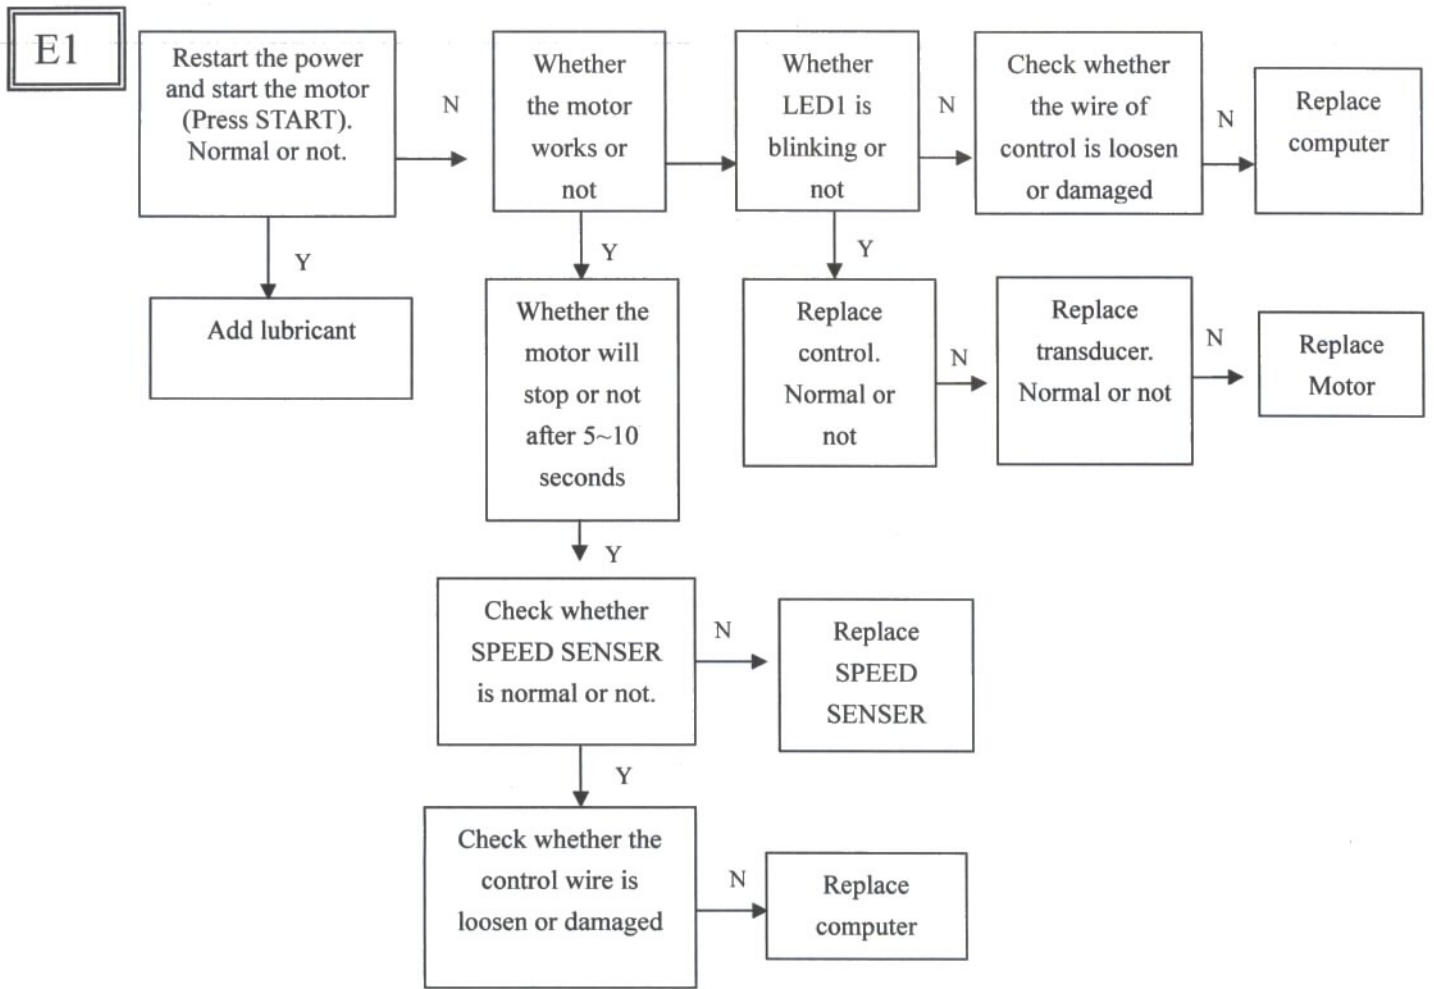 E1
Restart the power
and start the motor
(Press START).
Normal or not.
N
Whether
the motor
works or
not
Whether
LED1 is
blinking or
not
N
Check whether
the wire of
control is loosen
or damaged
N
Replace
computer
Y
Add lubricant
Y
Whether the
motor will
stop or not
after 5~10
seconds
Y
Replace
control.
Normal or
not
N
Replace
transducer.
Normal or not
N
Replace
Motor
Y
Check whether
SPEED SENSER
is normal or not.
N
Replace
SPEED
SENSER
Y
Check whether the
control wire is
loosen or damaged
N
Replace
computer